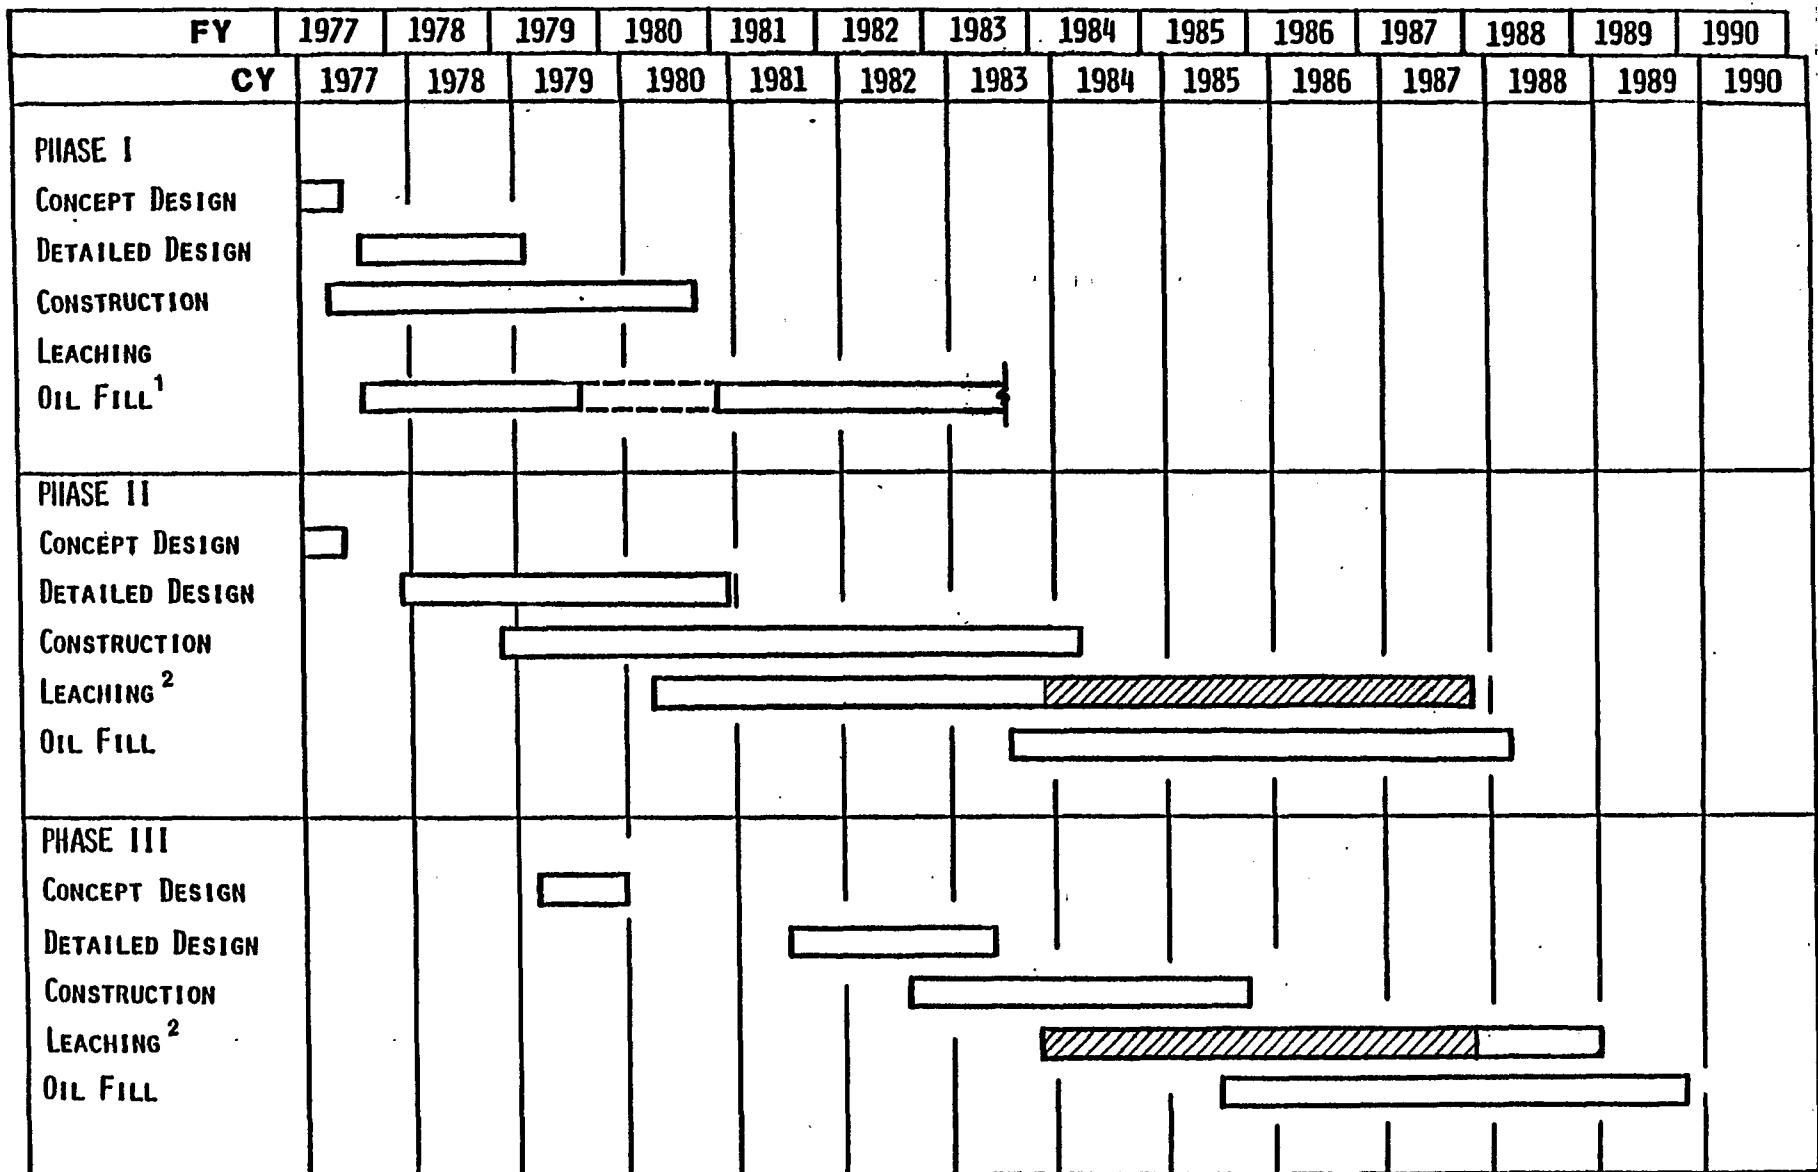 FY 1977 1978 1979 1980 1981 1982 1983 1984 1985 1986 1987 1988 1989 1990
CY 1977 1978 1979 1980 1981 1982 1983 1984 1985 1986 1987 1988 1989 1990
PHASE I
CONCEPT DESIGN
DETAILED DESIGN
CONSTRUCTION
LEACHING
OIL FILL¹
PHASE II
CONCEPT DESIGN
DETAILED DESIGN
CONSTRUCTION
LEACHING²
OIL FILL
PHASE III
CONCEPT DESIGN
DETAILED DESIGN
CONSTRUCTION
LEACHING²
OIL FILL